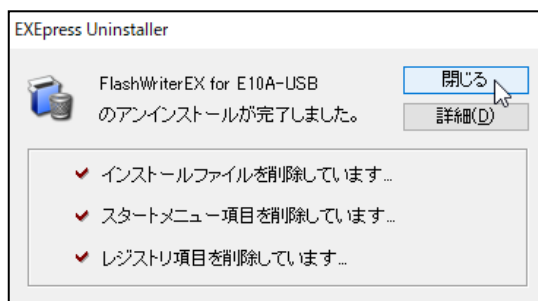 EXEpress Uninstaller
FlashWriterEX for E10A-USB
のアンインストールが完了しました。
閉じる
詳細(D)
インストールファイルを削除しています...
スタートメニュー項目を削除しています...
レジストリ項目を削除しています...